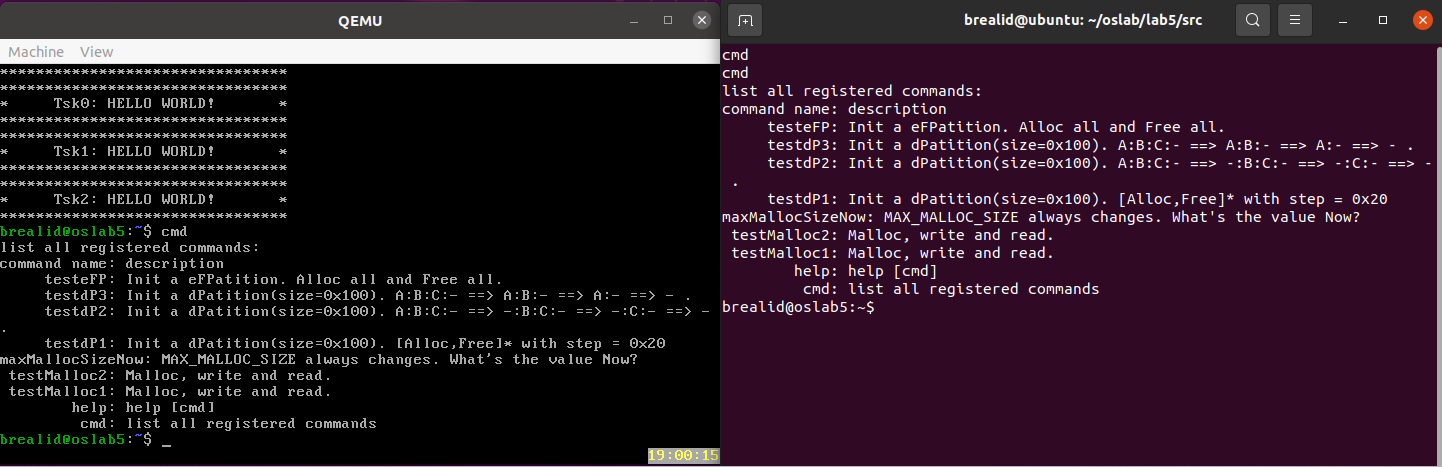 QEMU
Machine View
********************************
********************************
*     Tsk0: HELLO WORLD!       *
********************************
********************************
*     Tsk1: HELLO WORLD!       *
********************************
********************************
*     Tsk2: HELLO WORLD!       *
********************************
brealid@oslab5:~$ cmd
list all registered commands:
command name: description
     testeFP: Init a eFPatition. Alloc all and Free all.
     testdP3: Init a dPatition(size=0x100). A:B:C:- ==> A:B:- ==> A:- ==> - .
     testdP2: Init a dPatition(size=0x100). A:B:C:- ==> -:B:C:- ==> -:C:- ==> -
.
     testdP1: Init a dPatition(size=0x100). [Alloc,Free]* with step = 0x20
maxMallocSizeNow: MAX_MALLOC_SIZE always changes. What's the value Now?
 testMalloc2: Malloc, write and read.
 testMalloc1: Malloc, write and read.
        help: help [cmd]
         cmd: list all registered commands
brealid@oslab5:~$ _
19:00:15
brealid@ubuntu: ~/oslab/lab5/src
cmd
cmd
list all registered commands:
command name: description
     testeFP: Init a eFPatition. Alloc all and Free all.
     testdP3: Init a dPatition(size=0x100). A:B:C:- ==> A:B:- ==> A:- ==> - .
     testdP2: Init a dPatition(size=0x100). A:B:C:- ==> -:B:C:- ==> -:C:- ==> -
 .
     testdP1: Init a dPatition(size=0x100). [Alloc,Free]* with step = 0x20
maxMallocSizeNow: MAX_MALLOC_SIZE always changes. What's the value Now?
 testMalloc2: Malloc, write and read.
 testMalloc1: Malloc, write and read.
        help: help [cmd]
         cmd: list all registered commands
brealid@oslab5:~$